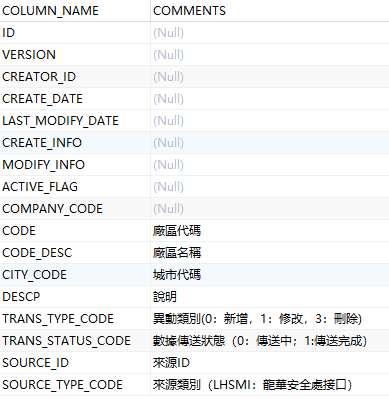 COLUMN_NAME COMMENTS
ID (Null)
VERSION (Null)
CREATOR_ID (Null)
CREATE_DATE (Null)
LAST_MODIFY_DATE (Null)
CREATE_INFO (Null)
MODIFY_INFO (Null)
ACTIVE_FLAG (Null)
COMPANY_CODE (Null)
CODE 廠區代碼
CODE_DESC 廠區名稱
CITY_CODE 城市代碼
DESCP 說明
TRANS_TYPE_CODE 異動類別(0：新增，1：修改，3：刪除)
TRANS_STATUS_CODE 數據傳送狀態（0：傳送中；1:傳送完成）
SOURCE_ID 來源ID
SOURCE_TYPE_CODE 來源類別（LHSMI：龍華安全處接口）